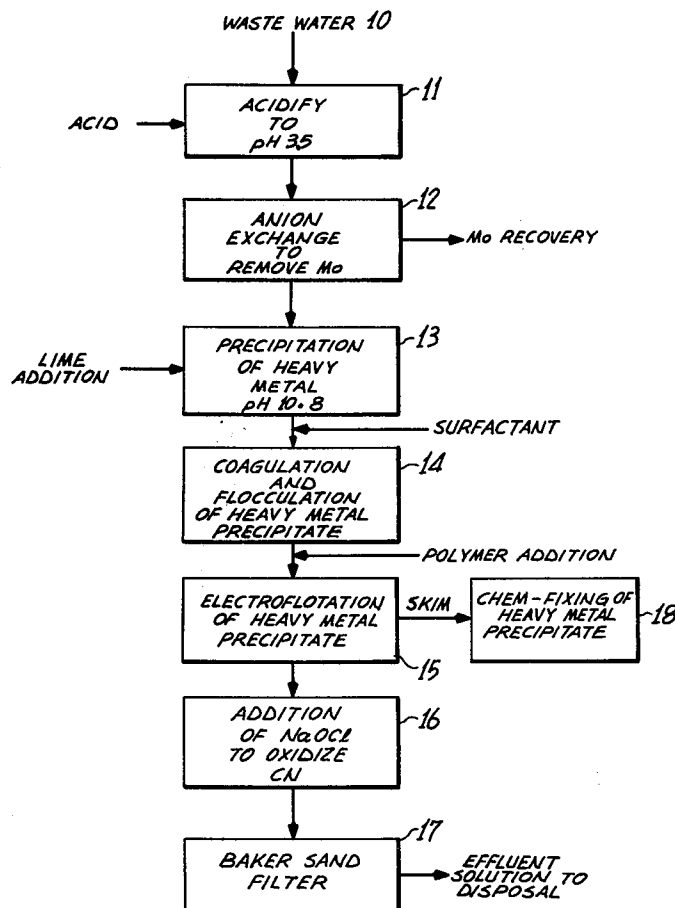 WASTE WATER 10
11
ACIDIFY
TO
pH 3.5
ACID
12
ANION
EXCHANGE
TO
REMOVE Mo
Mo RECOVERY
13
PRECIPITATION
OF HEAVY
METAL
pH 10.8
LIME
ADDITION
SURFACTANT
14
COAGULATION
AND
FLOCCULATION
OF HEAVY METAL
PRECIPITATE
POLYMER ADDITION
ELECTROFLOTATION
OF HEAVY METAL
PRECIPITATE
15
SKIM
CHEM-FIXING OF
HEAVY METAL
PRECIPITATE
18
16
ADDITION
OF NaOCl
TO OXIDIZE
CN
17
BAKER SAND
FILTER
EFFLUENT
SOLUTION TO
DISPOSAL